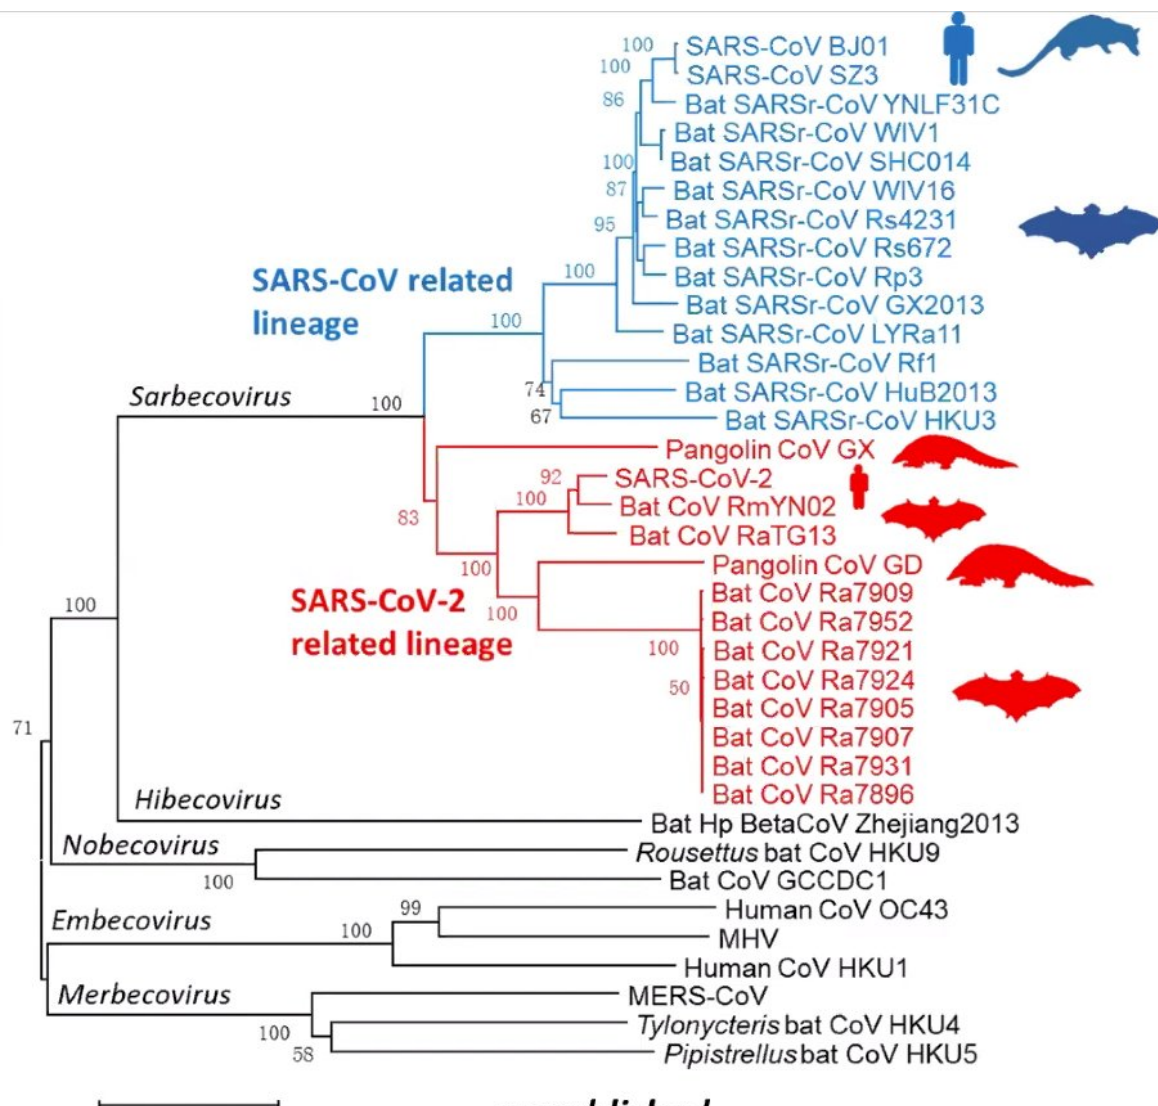 100
SARS-CoV BJ01
100
SARS-CoV SZ3
86
Bat SARSr-CoV YNLF31C
Bat SARSr-CoV WIV1
100
Bat SARSr-CoV SHC014
87
Bat SARSr-CoV WIV16
95
Bat SARSr-CoV Rs4231
Bat SARSr-CoV Rs672
100
Bat SARSr-CoV Rp3
SARS-CoV related
lineage
Bat SARSr-CoV GX2013
100
Bat SARSr-CoV LYRa11
Bat SARSr-CoV Rf1
74
Bat SARSr-CoV HuB2013
67
Bat SARSr-CoV HKU3
Sarbecovirus
100
Pangolin CoV GX
92
SARS-CoV-2
100
Bat CoV RmYN02
83
Bat CoV RaTG13
100
Pangolin CoV GD
SARS-CoV-2
related lineage
100
Bat CoV Ra7909
Bat CoV Ra7952
100
Bat CoV Ra7921
50
Bat CoV Ra7924
Bat CoV Ra7905
Bat CoV Ra7907
Bat CoV Ra7931
Bat CoV Ra7896
100
71
Hibecovirus
Bat Hp BetaCoV Zhejiang2013
Nobecovirus
Rousettus bat CoV HKU9
100
Bat CoV GCCDC1
Embecovirus
99
Human CoV OC43
100
MHV
Human CoV HKU1
Merbecovirus
MERS-CoV
100
Tylonycteris bat CoV HKU4
58
Pipistrellus bat CoV HKU5